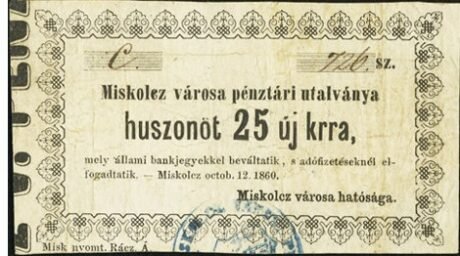 C. 726. sz.
Miskolcz városa pénztári utalványa
huszonöt 25 új krra,
mely állami bankjegyekkel beváltatik, s adófizetéseknél el-
fogadtatik. — Miskolcz octob. 12. 1860.
Miskolcz városa hatósága.
Misk nyomt. Rácz. Á.